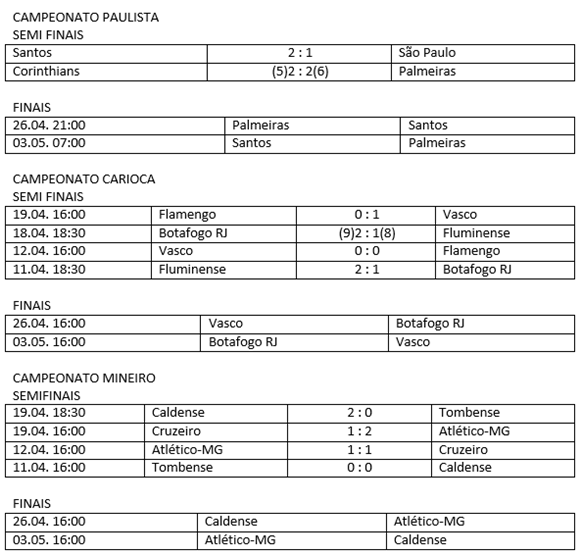 CAMPEONATO PAULISTA
SEMI FINAIS
Santos 2 : 1 São Paulo
Corinthians (5)2 : 2(6) Palmeiras
FINAIS
26.04. 21:00 Palmeiras Santos
03.05. 07:00 Santos Palmeiras
CAMPEONATO CARIOCA
SEMI FINAIS
19.04. 16:00 Flamengo 0 : 1 Vasco
18.04. 18:30 Botafogo RJ (9)2 : 1(8) Fluminense
12.04. 16:00 Vasco 0 : 0 Flamengo
11.04. 18:30 Fluminense 2 : 1 Botafogo RJ
FINAIS
26.04. 16:00 Vasco Botafogo RJ
03.05. 16:00 Botafogo RJ Vasco
CAMPEONATO MINEIRO
SEMIFINAIS
19.04. 18:30 Caldense 2 : 0 Tombense
19.04. 16:00 Cruzeiro 1 : 2 Atlético-MG
12.04. 16:00 Atlético-MG 1 : 1 Cruzeiro
11.04. 16:00 Tombense 0 : 0 Caldense
FINAIS
26.04. 16:00 Caldense Atlético-MG
03.05. 16:00 Atlético-MG Caldense